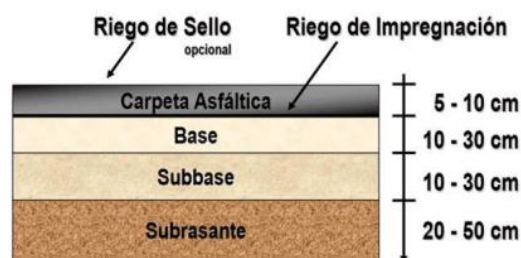 Riego de Sello
opcional
Riego de Impregnación
Carpeta Asfáltica
5 - 10 cm
Base
10 - 30 cm
Subbase
10 - 30 cm
Subrasante
20 - 50 cm